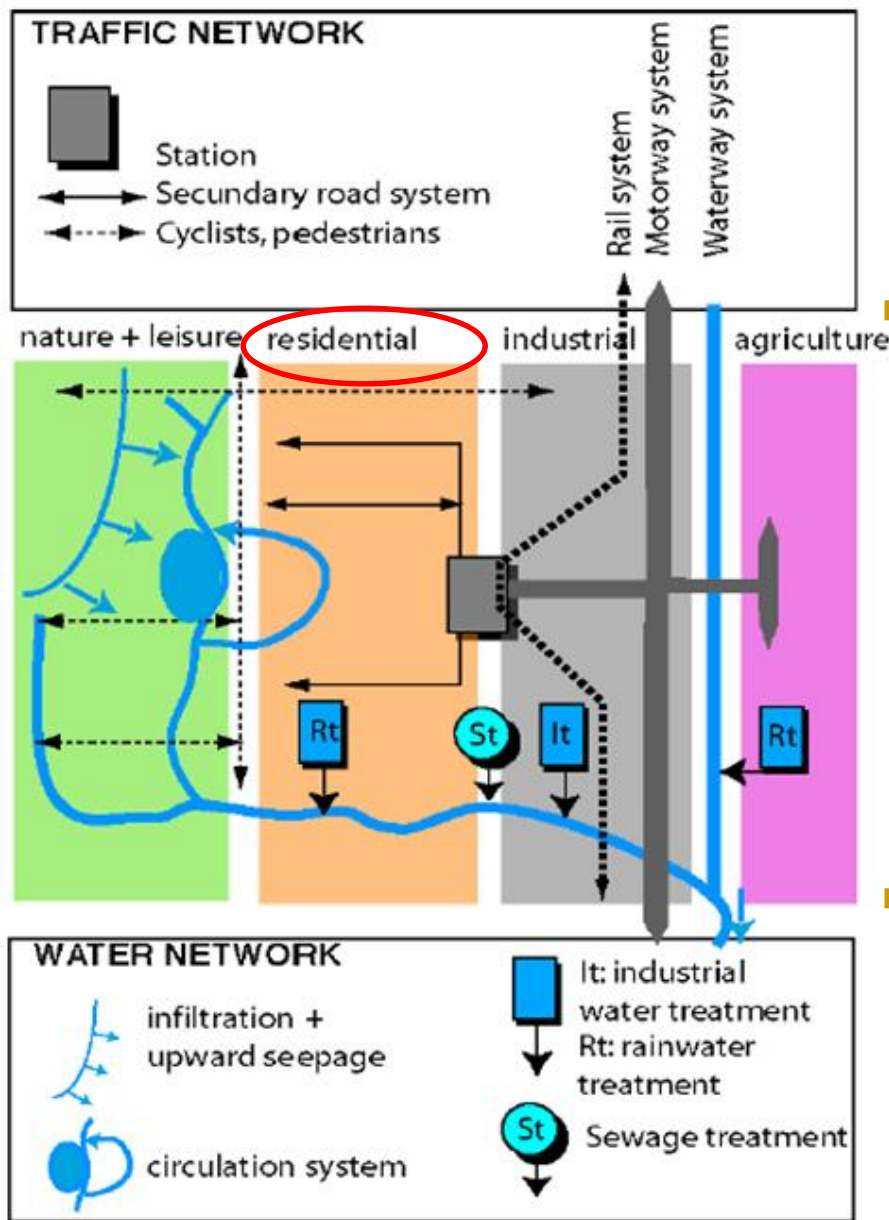 TRAFFIC NETWORK
Station
Secundary road system
Cyclists, pedestrians
Rail system
Motorway system
Waterway system
nature + leisure
residential
industrial
agriculture
Rt
St
It
Rt
WATER NETWORK
infiltration +
upward seepage
circulation system
It: industrial
water treatment
Rt: rainwater
treatment
St
Sewage treatment